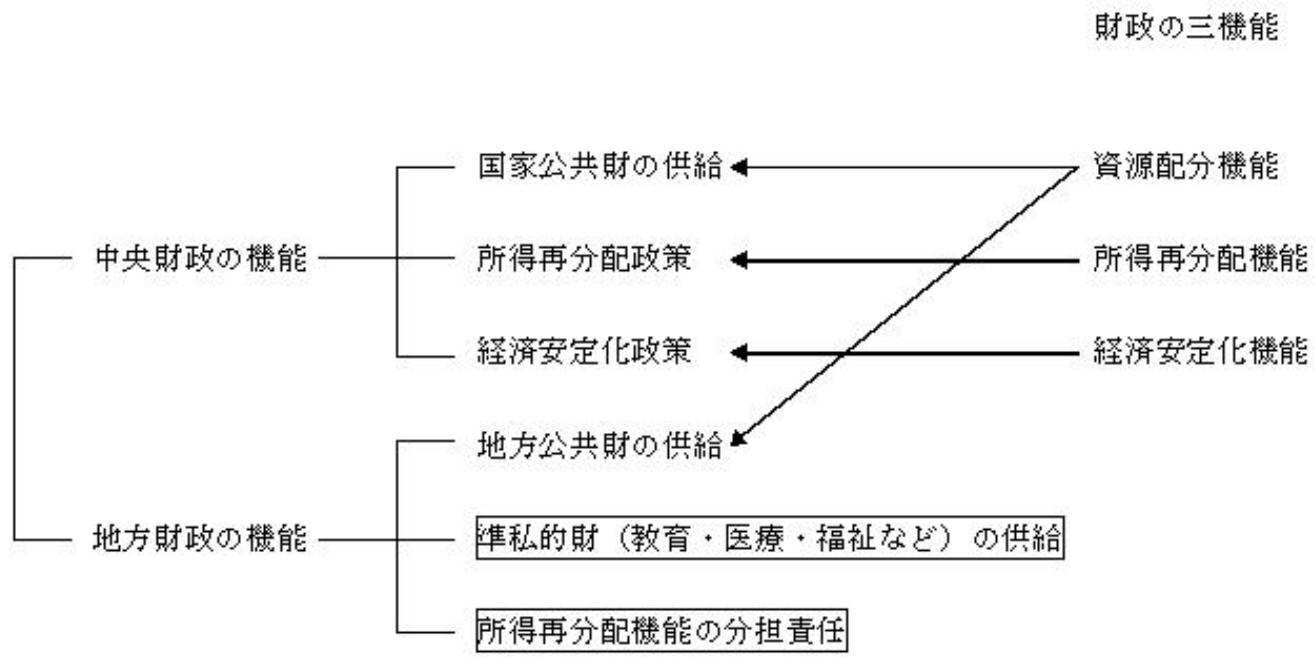 財政の三機能
国家公共財の供給
資源配分機能
中央財政の機能
所得再分配政策
所得再分配機能
経済安定化政策
経済安定化機能
地方公共財の供給
地方財政の機能
準私的財（教育・医療・福祉など）の供給
所得再分配機能の分担責任